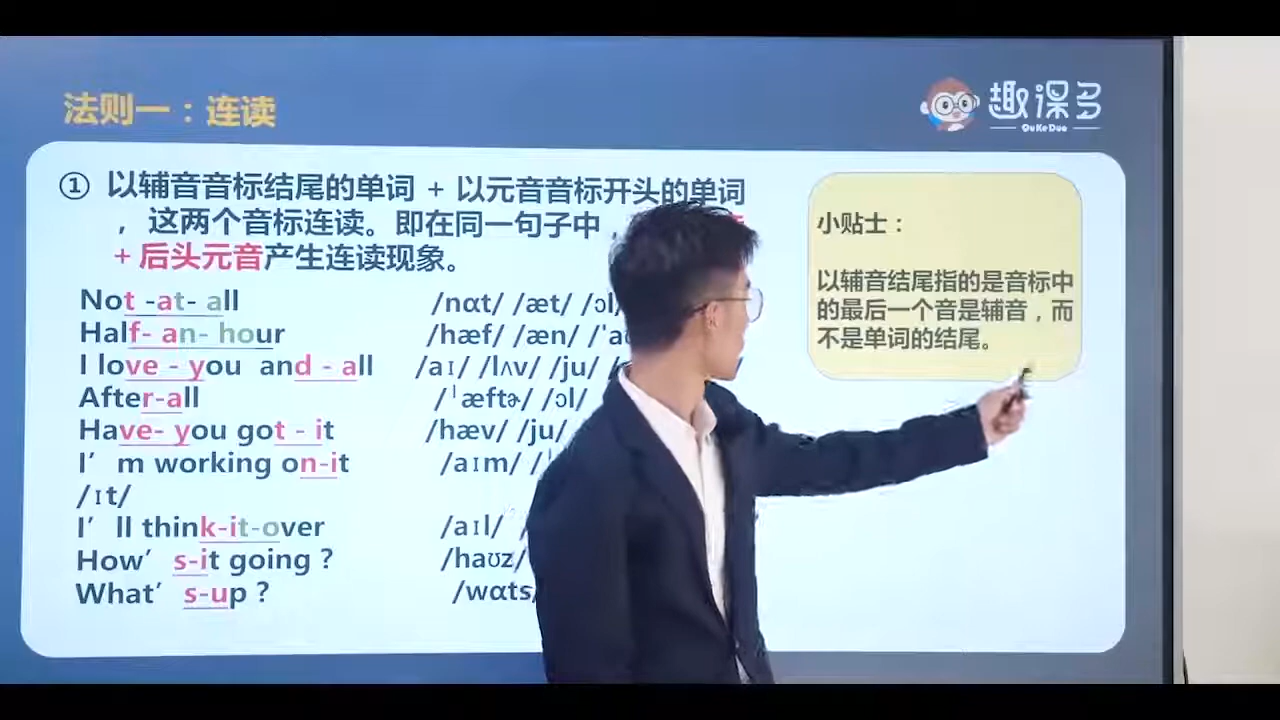 法则一：连读
趣课多
QuKeDuo
① 以辅音音标结尾的单词 + 以元音音标开头的单词
， 这两个音标连读。即在同一句子中，
+ 后头元音产生连读现象。
Not -at- all /nɑt/ /æt/ /ɔl/
Half- an- hour /hæf/ /æn/
I love - you and - all /aɪ/ /lʌv/ /ju/
After-all /ˈæftɚ/ /ɔl/
Have- you got - it /hæv/ /ju/
I’m working on-it /aɪm/
/ɪt/
I’ll think-it-over /aɪl/
How’s-it going？ /haʊz/
What’s-up？ /wɑts/
小贴士：
以辅音结尾指的是音标中
的最后一个音是辅音，而
不是单词的结尾。